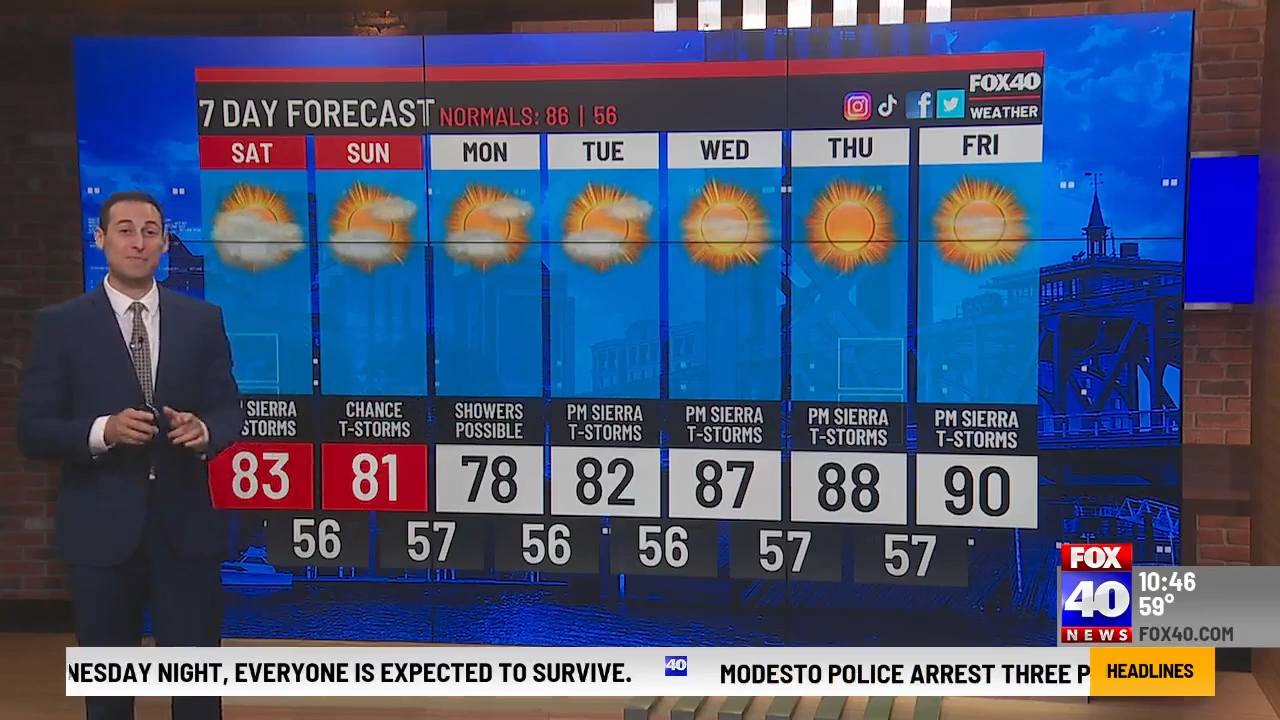 7 DAY FORECAST NORMALS: 86 | 56
FOX40
WEATHER
SAT SUN MON TUE WED THU FRI
SIERRA
STORMS
CHANCE
T-STORMS
SHOWERS
POSSIBLE
PM SIERRA
T-STORMS
PM SIERRA
T-STORMS
PM SIERRA
T-STORMS
PM SIERRA
T-STORMS
83 81 78 82 87 88 90
56 57 56 56 57 57
FOX
40
NEWS
10:46
59°
FOX40.COM
NESDAY NIGHT, EVERYONE IS EXPECTED TO SURVIVE. 40 MODESTO POLICE ARREST THREE P
HEADLINES